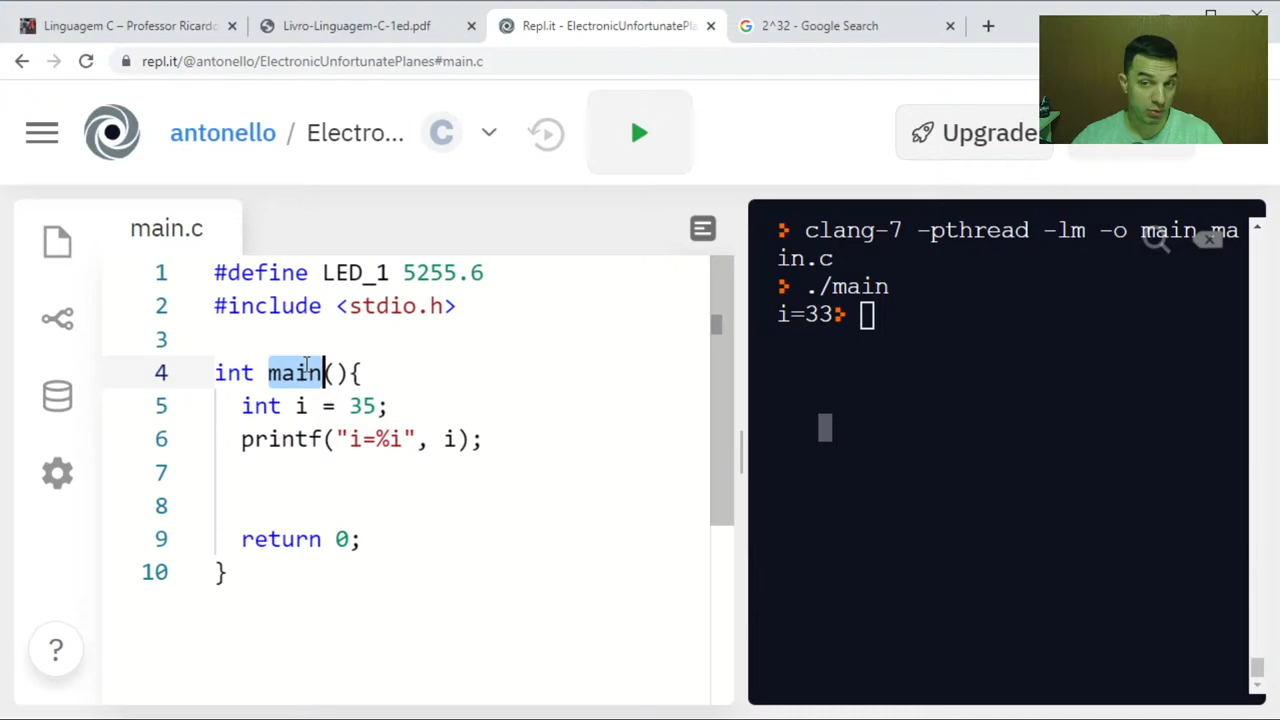 Linguagem C – Professor Ricardo
Livro-Linguagem-C-1ed.pdf
Repl.it - ElectronicUnfortunatePla
2^32 - Google Search
repl.it/@antonello/ElectronicUnfortunatePlanes#main.c
antonello / Electro... C
Upgrade
main.c
1 #define LED_1 5255.6
2 #include <stdio.h>
3
4 int main(){
5 int i = 35;
6 printf("i=%i", i);
7
8
9 return 0;
10 }
?
clang-7 -pthread -lm -o main ma
in.c
./main
i=33